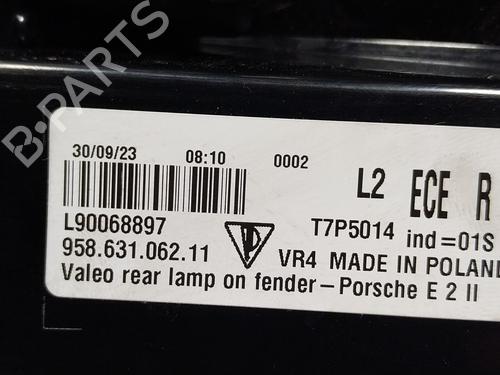 B-PARTS
30/09/23 08:10 0002 L2 ECE R
L90068897 T7P5014 ind=01S
958.631.062.11 VR4 MADE IN POLAND
Valeo rear lamp on fender-Porsche E 2 II